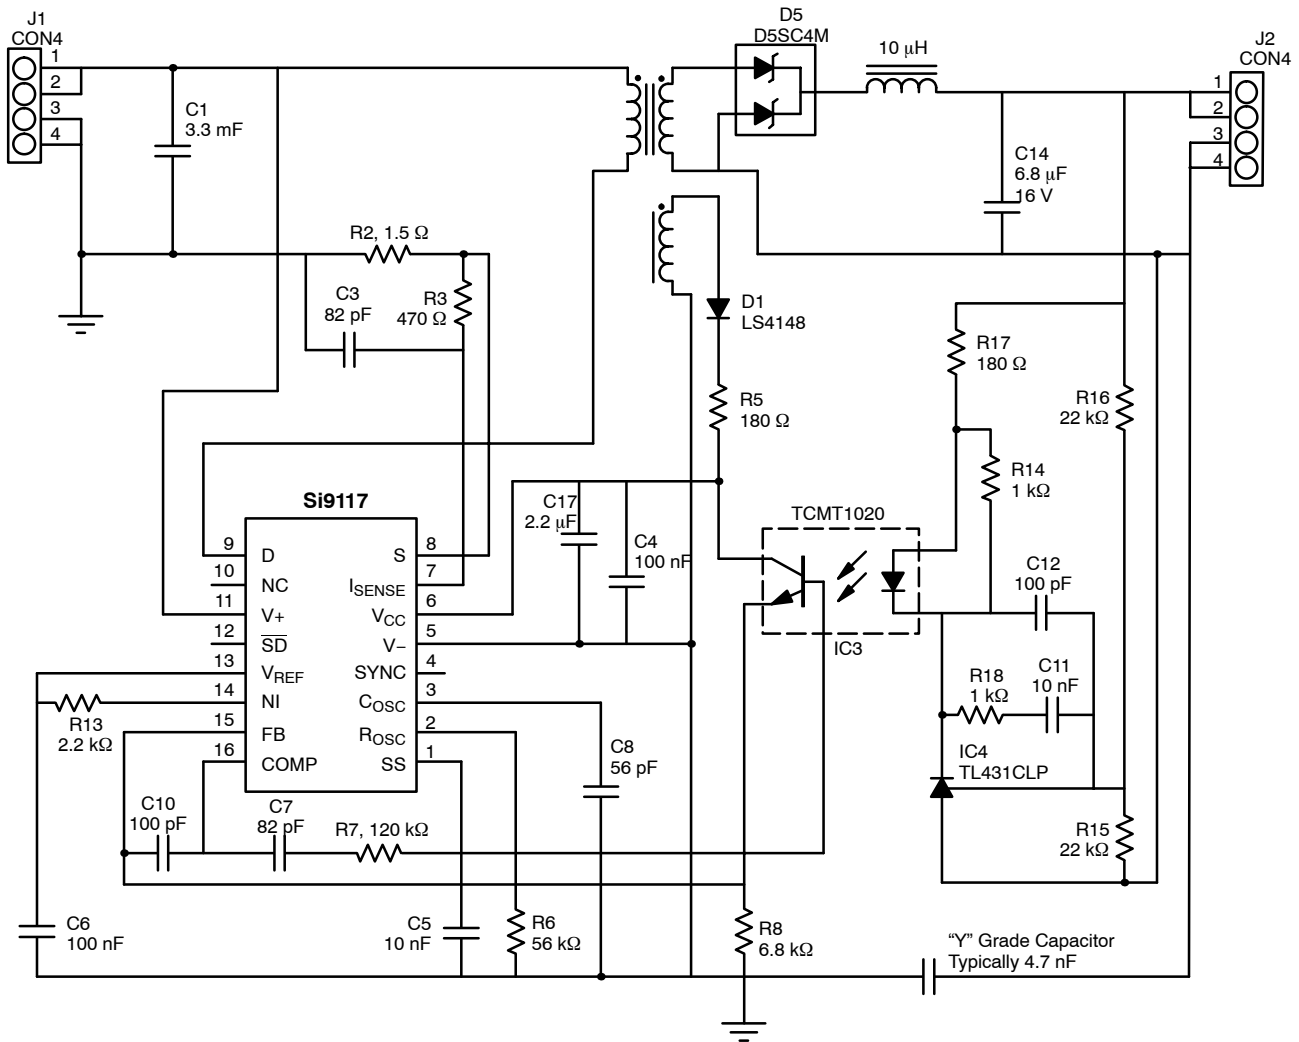 J1
CON4
1
2
3
4
C1
3.3 mF
D5
D5SC4M
10 μH
J2
CON4
1
2
3
4
C14
6.8 μF
16 V
R2, 1.5 Ω
C3
82 pF
R3
470 Ω
D1
LS4148
R5
180 Ω
R17
180 Ω
R16
22 kΩ
R14
1 kΩ
Si9117
9
D
10
NC
11
V+
12
SD
13
VREF
14
NI
15
FB
16
COMP
S
8
ISENSE
7
VCC
6
V−
5
SYNC
4
COSC
3
ROSC
2
SS
1
C17
2.2 μF
C4
100 nF
TCMT1020
IC3
C12
100 pF
R18
1 kΩ
C11
10 nF
IC4
TL431CLP
R13
2.2 kΩ
C10
100 pF
C7
82 pF
R7, 120 kΩ
C8
56 pF
R15
22 kΩ
C6
100 nF
C5
10 nF
R6
56 kΩ
R8
6.8 kΩ
“Y” Grade Capacitor
Typically 4.7 nF